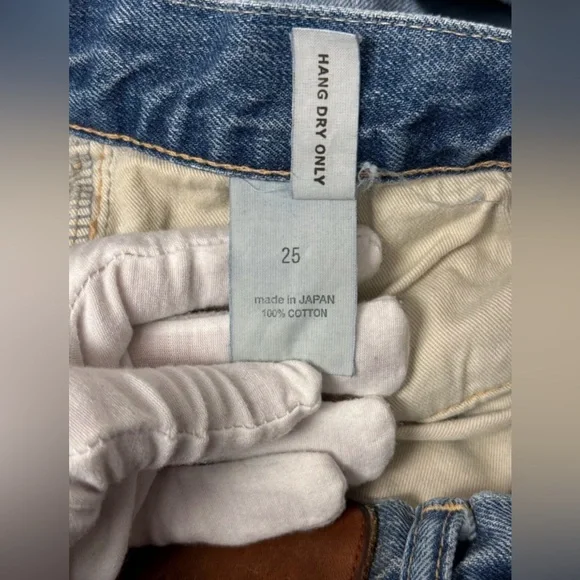 HANG DRY ONLY
25
made in JAPAN
100% COTTON